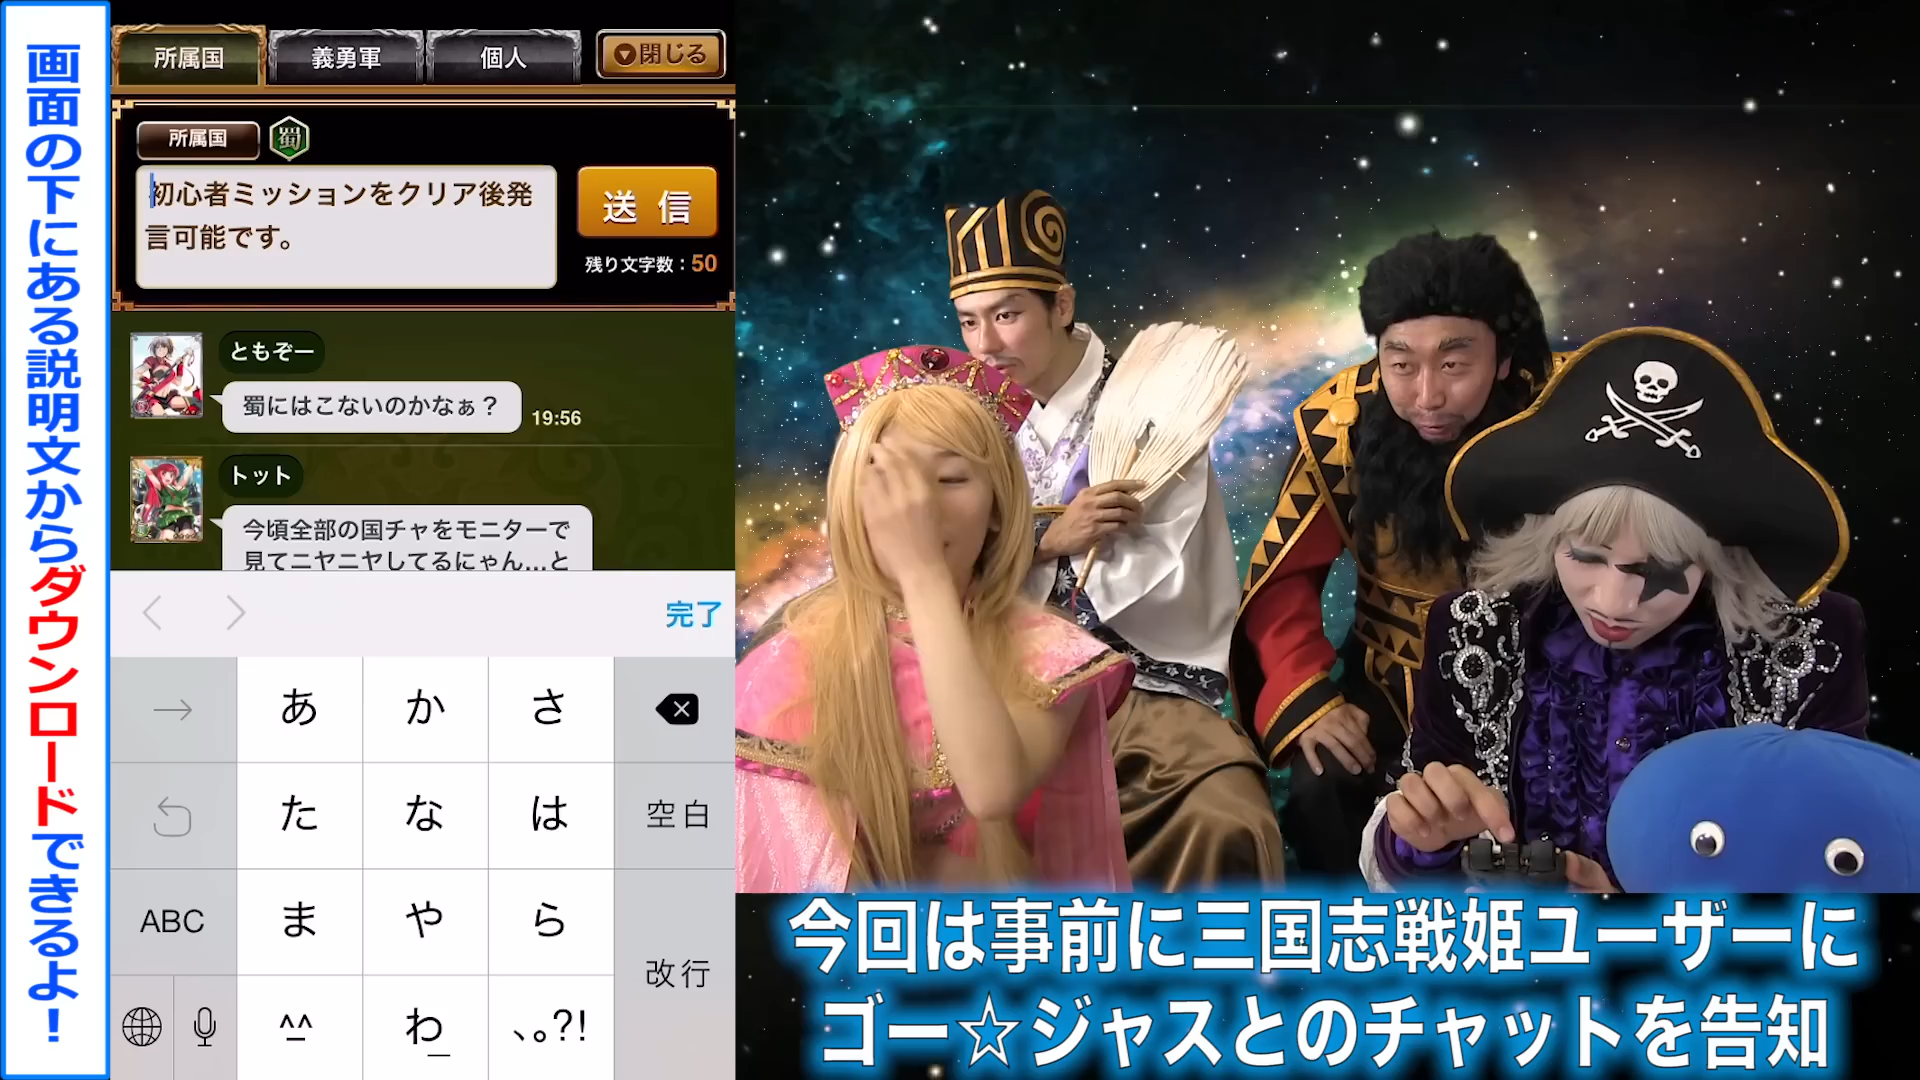 画面の下にある説明文からダウンロードできるよ!
所属国
義勇軍
個人
閉じる
所属国
蜀
初心者ミッションをクリア後発
言可能です。
送信
残り文字数:50
ともぞー
蜀にはこないのかなぁ?
19:56
トット
今頃全部の国チャをモニターで
見てニヤニヤしてるにゃん...と
完了
→
あ
か
さ
た
な
は
空白
ABC
ま
や
ら
改行
^^
わ
、。?!
今回は事前に三国志戦姫ユーザーに
ゴー☆ジャスとのチャットを告知